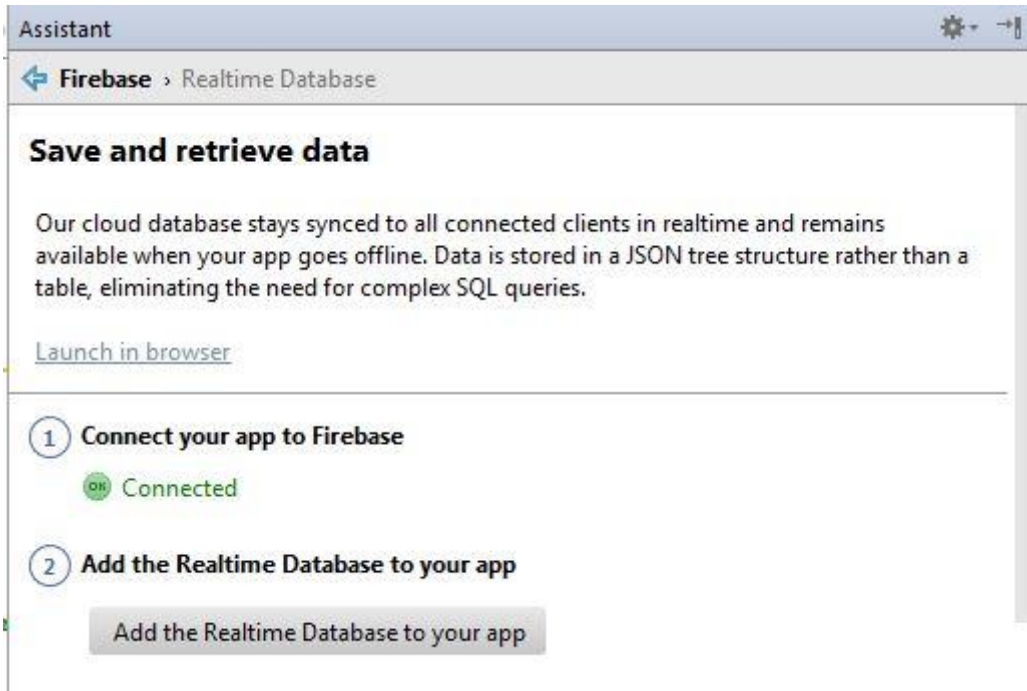 Assistant
Firebase › Realtime Database
Save and retrieve data
Our cloud database stays synced to all connected clients in realtime and remains
available when your app goes offline. Data is stored in a JSON tree structure rather than a
table, eliminating the need for complex SQL queries.
Launch in browser
1 Connect your app to Firebase
OK Connected
2 Add the Realtime Database to your app
Add the Realtime Database to your app